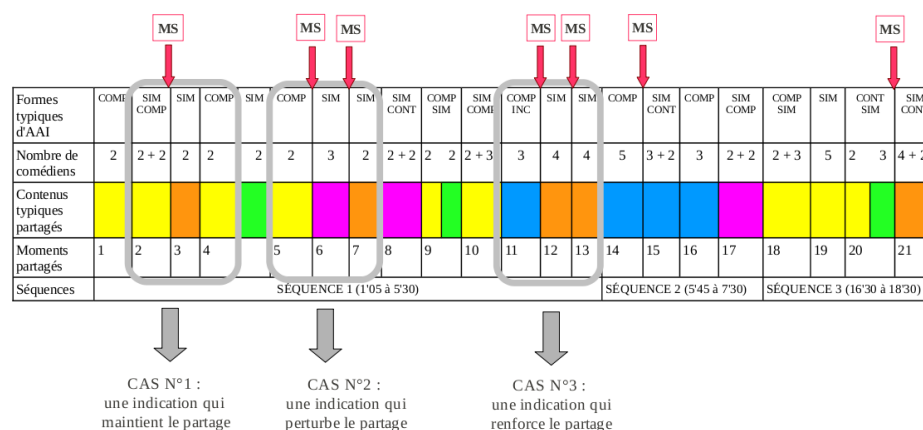 MS MS MS MS MS MS MS
Formes typiques d'AAI COMP SIM COMP SIM COMP SIM COMP SIM SIM SIM CONT COMP SIM SIM COMP COMP INC SIM SIM COMP SIM CONT COMP SIM COMP COMP SIM SIM CONT SIM SIM
Nombre de comédiens 2 2 + 2 2 2 2 2 3 2 2 + 2 2 2 2 + 3 3 4 4 5 3 + 2 3 2 + 2 2 + 3 5 2 3
Contenus typiques partagés
Moments partagés 1 2 3 4 5 6 7 8 9 10 11 12 13 14 15 16 17 18 19 20 21
Séquences SÉQUENCE 1 (1'05 à 5'30) SÉQUENCE 2 (5'45 à 7'30) SÉQUENCE 3 (16'30 à 18'30)
CAS N°1 :
une indication qui
maintient le partage
CAS N°2 :
une indication qui
perturbe le partage
CAS N°3 :
une indication qui
renforce le partage